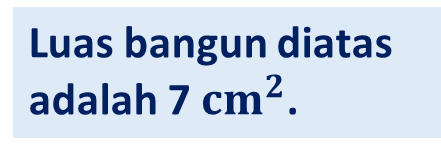 Luas bangun diatas
adalah 7 cm².